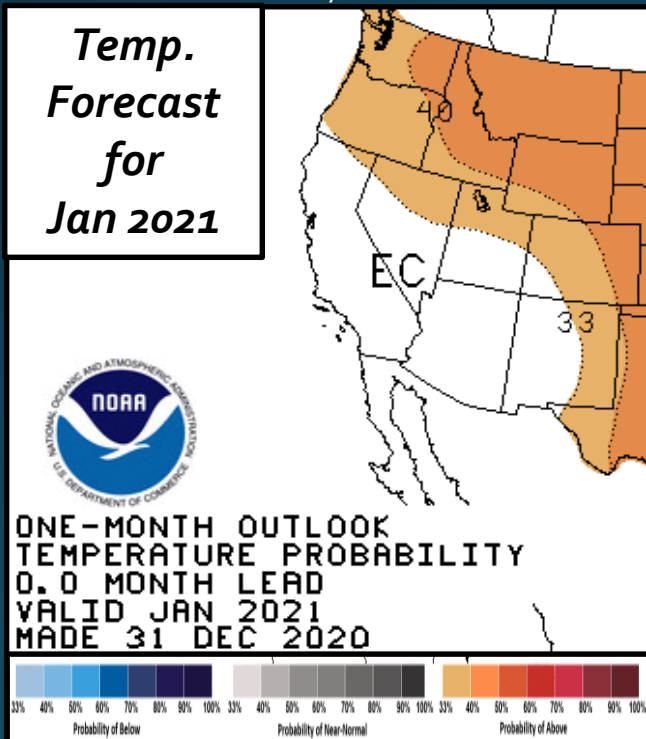 Temp.
Forecast
for
Jan 2021
40
EC
33
NATIONAL OCEANIC AND ATMOSPHERIC ADMINISTRATION
NOAA
U.S. DEPARTMENT OF COMMERCE
ONE-MONTH OUTLOOK
TEMPERATURE PROBABILITY
0.0 MONTH LEAD
VALID JAN 2021
MADE 31 DEC 2020
33% 40% 50% 60% 70% 80% 90% 100% 33% 40% 50% 60% 70% 80% 90% 100% 33% 40% 50% 60% 70% 80% 90% 100%
Probability of Below Probability of Near-Normal Probability of Above